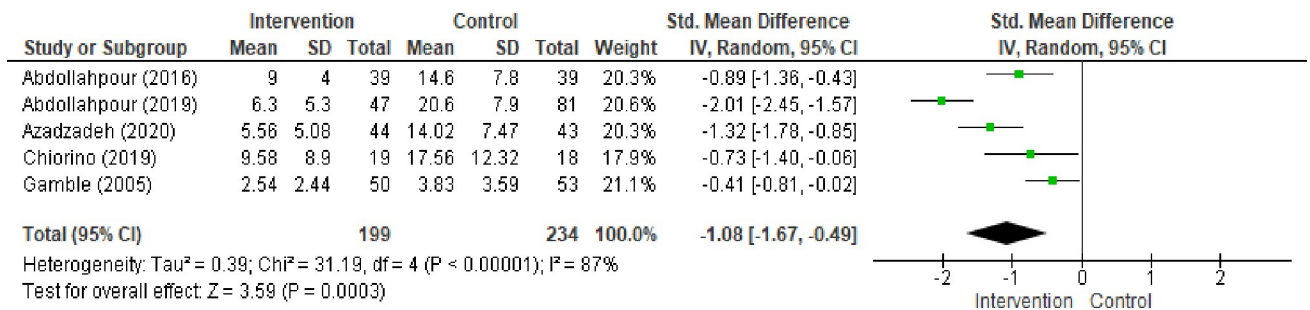 Intervention Control Std. Mean Difference Std. Mean Difference
Study or Subgroup Mean SD Total Mean SD Total Weight IV, Random, 95% CI IV, Random, 95% CI
Abdollahpour (2016) 9 4 39 14.6 7.8 39 20.3% -0.89 [-1.36, -0.43]
Abdollahpour (2019) 6.3 5.3 47 20.6 7.9 81 20.6% -2.01 [-2.45, -1.57]
Azadzadeh (2020) 5.56 5.08 44 14.02 7.47 43 20.3% -1.32 [-1.78, -0.85]
Chiorino (2019) 9.58 8.9 19 17.56 12.32 18 17.9% -0.73 [-1.40, -0.06]
Gamble (2005) 2.54 2.44 50 3.83 3.59 53 21.1% -0.41 [-0.81, -0.02]
Total (95% CI) 199 234 100.0% -1.08 [-1.67, -0.49]
Heterogeneity: Tau² = 0.39; Chi² = 31.19, df = 4 (P < 0.00001); I² = 87%
Test for overall effect: Z = 3.59 (P = 0.0003)
-2 -1 0 1 2
Intervention Control